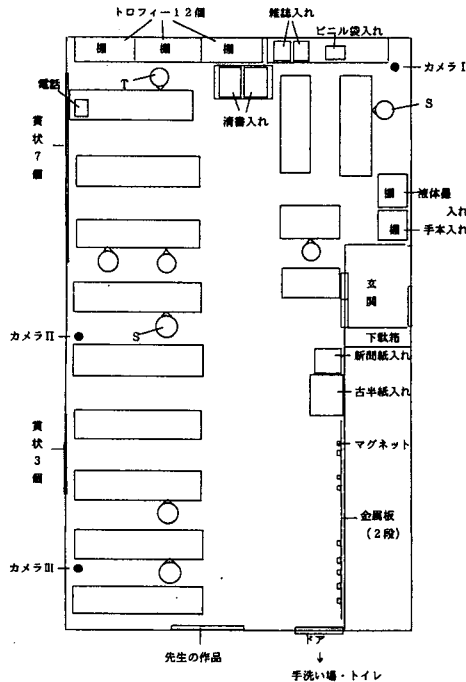 トロフィー12個
雑誌入れ
ビニル袋入れ
棚
棚
棚
棚
カメラI
T
電話
清書入れ
S
賞状7個
棚
液体墨入れ
棚
手本入れ
玄関
S
カメラII
下駄箱
新聞紙入れ
古半紙入れ
賞状3個
マグネット
金属板
(2段)
カメラIII
ドア
先生の作品
手洗い場・トイレ